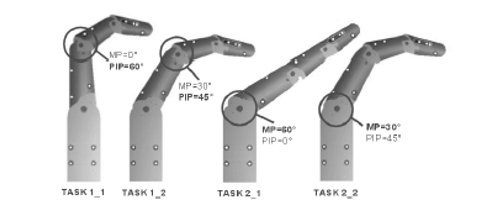 MP=0°
PIP=60°
MP=30°
PIP=45°
MP=60°
PIP=0°
MP=30°
PIP=45°
TASK 1_1
TASK 1_2
TASK 2_1
TASK 2_2